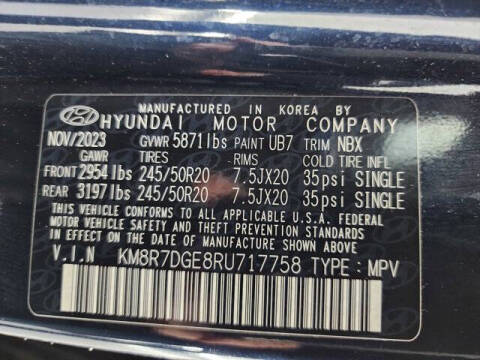 MANUFACTURED IN KOREA BY
HYUNDAI MOTOR COMPANY
NOV/2023 GVWR 5871lbs PAINT UB7 TRIM NBX
GAWR TIRES RIMS COLD TIRE INFL
FRONT 2954lbs 245/50R20 7.5JX20 35psi SINGLE
REAR 3197lbs 245/50R20 7.5JX20 35psi SINGLE
THIS VEHICLE CONFORMS TO ALL APPLICABLE U.S.A. FEDERAL
MOTOR VEHICLE SAFETY AND THEFT PREVENTION STANDARDS
IN EFFECT ON THE DATE OF MANUFACTURE SHOWN ABOVE.
V.I.N KM8R7DGE8RU717758 TYPE: MPV